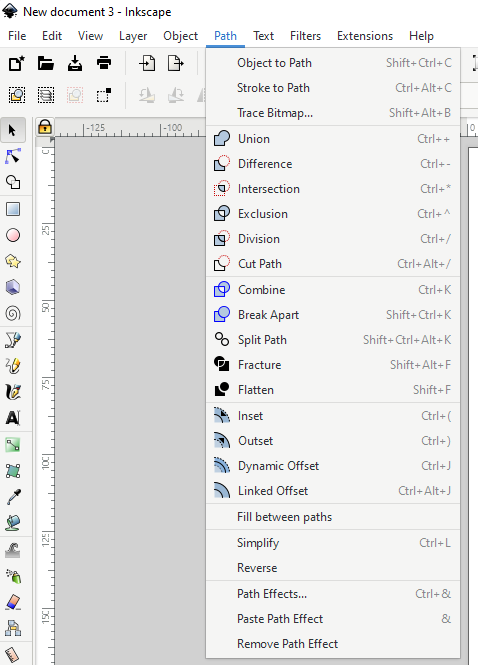 New document 3 - Inkscape
File Edit View Layer Object Path Text Filters Extensions Help
Object to Path Shift+Ctrl+C
Stroke to Path Ctrl+Alt+C
Trace Bitmap... Shift+Alt+B
-125 -100 0
Union Ctrl++
Difference Ctrl+-
Intersection Ctrl+*
Exclusion Ctrl+^
Division Ctrl+/
Cut Path Ctrl+Alt+/
Combine Ctrl+K
Break Apart Shift+Ctrl+K
Split Path Shift+Ctrl+Alt+K
Fracture Shift+Alt+F
Flatten Shift+F
Inset Ctrl+(
Outset Ctrl+)
Dynamic Offset Ctrl+J
Linked Offset Ctrl+Alt+J
Fill between paths
Simplify Ctrl+L
Reverse
Path Effects... Ctrl+&
Paste Path Effect &
Remove Path Effect
0
25
50
75
100
125
150